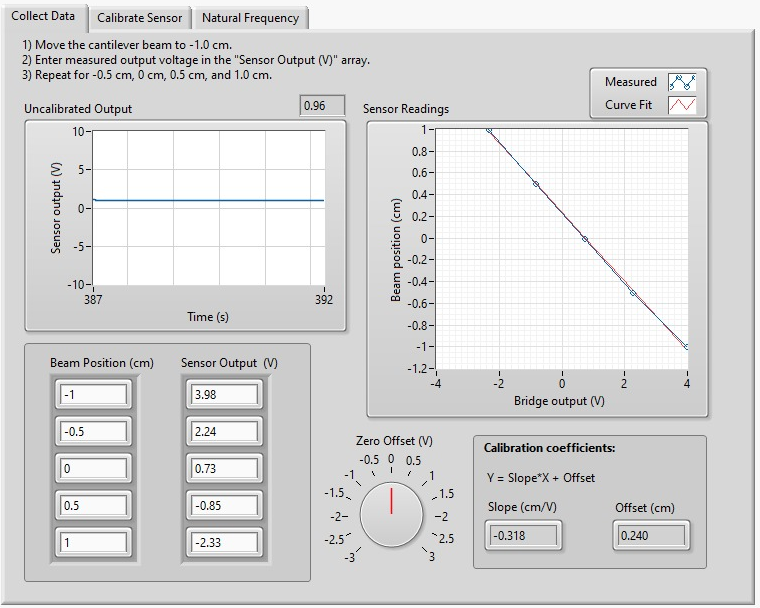 Collect Data
Calibrate Sensor
Natural Frequency
1) Move the cantilever beam to -1.0 cm.
2) Enter measured output voltage in the "Sensor Output (V)" array.
3) Repeat for -0.5 cm, 0 cm, 0.5 cm, and 1.0 cm.
Uncalibrated Output
0.96
Sensor output (V)
10
5
0
-5
-10
387
392
Time (s)
Sensor Readings
Measured
Curve Fit
Beam position (cm)
1
0.8
0.6
0.4
0.2
0
-0.2
-0.4
-0.6
-0.8
-1
-1.2
-4
-2
0
2
4
Bridge output (V)
Beam Position (cm)
Sensor Output (V)
-1
3.98
-0.5
2.24
0
0.73
0.5
-0.85
1
-2.33
Zero Offset (V)
-3
-2.5
-2
-1.5
-1
-0.5
0
0.5
1
1.5
2
2.5
3
Calibration coefficients:
Y = Slope*X + Offset
Slope (cm/V)
Offset (cm)
-0.318
0.240